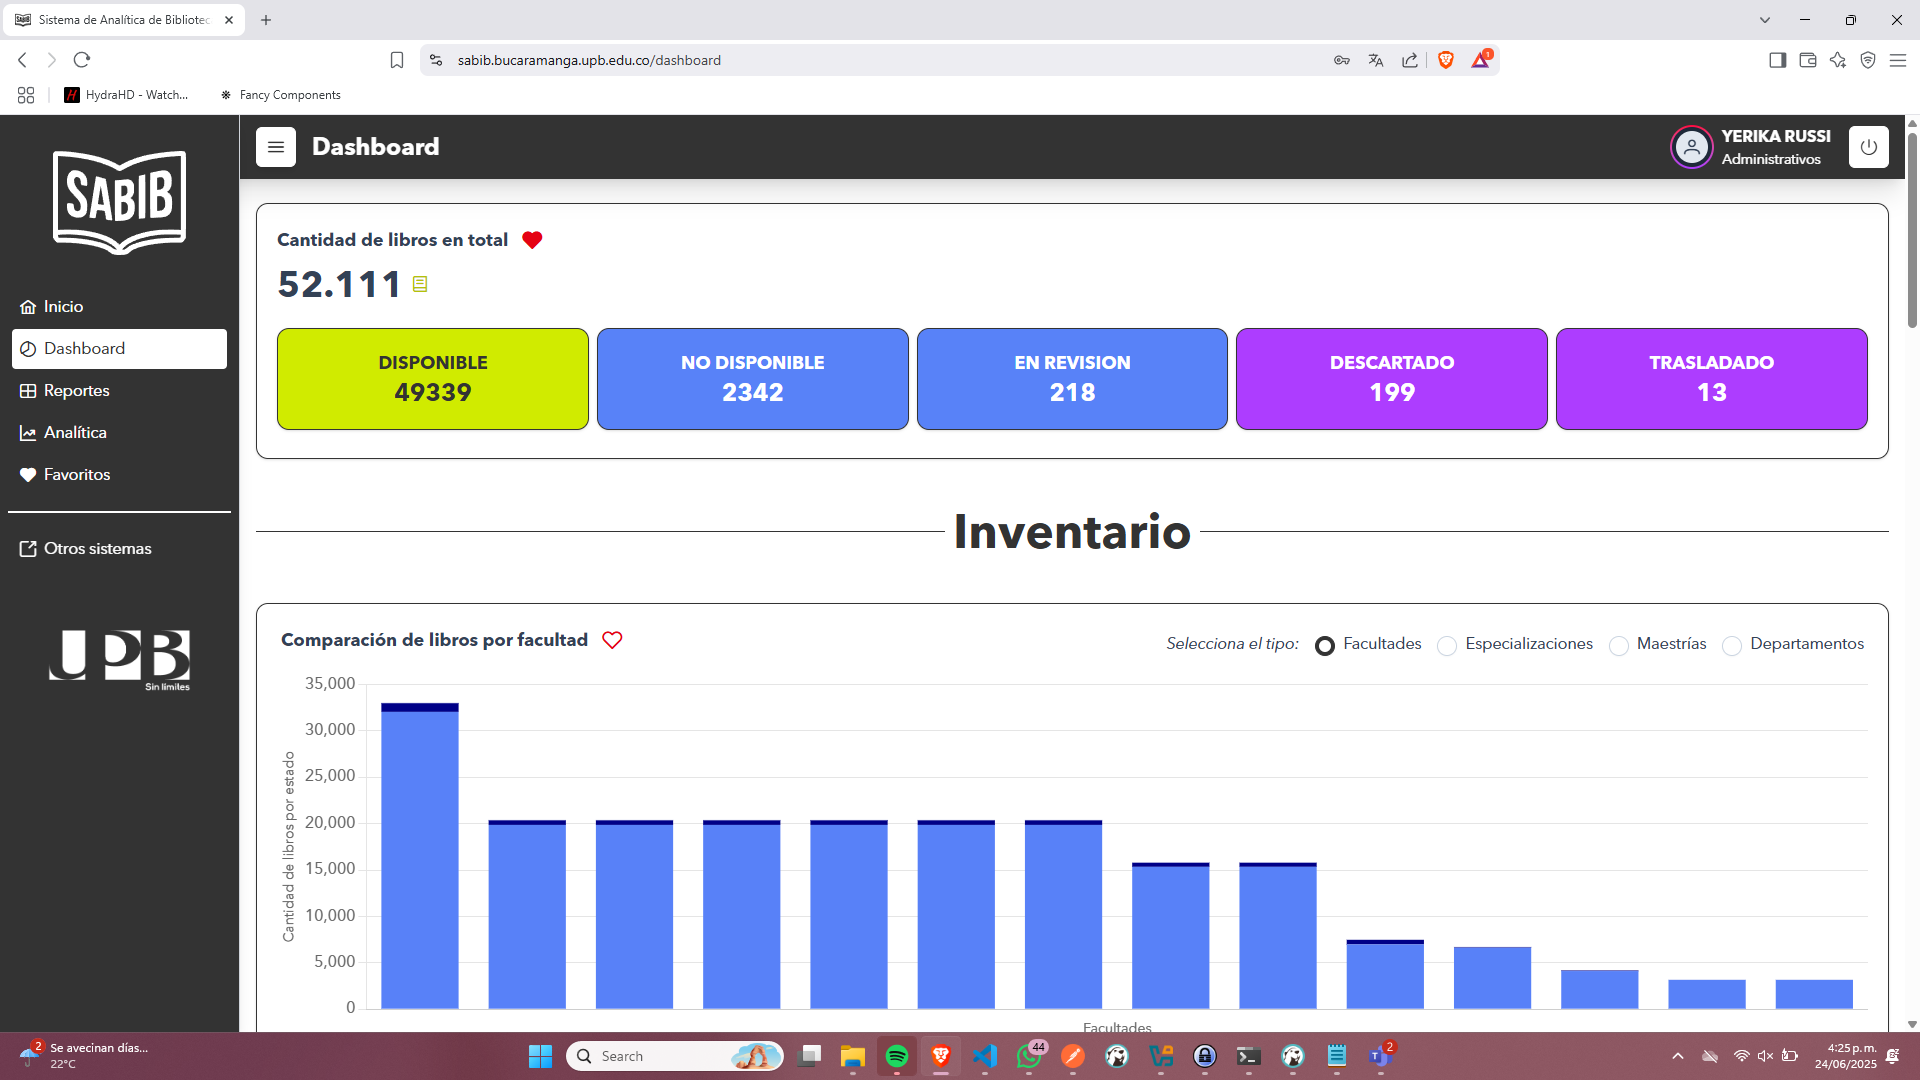 Sistema de Analítica de Bibliotec
sabib.bucaramanga.upb.edu.co/dashboard
1
HydraHD - Watch...
Fancy Components
SABIB
Dashboard
YERIKA RUSSI
Administrativos
Inicio
Dashboard
Reportes
Analítica
Favoritos
Otros sistemas
UPB
Sin límites
Cantidad de libros en total
52.111
DISPONIBLE
49339
NO DISPONIBLE
2342
EN REVISION
218
DESCARTADO
199
TRASLADADO
13
Inventario
Comparación de libros por facultad
Selecciona el tipo: Facultades Especializaciones Maestrías Departamentos
Cantidad de libros por estado
35,000
30,000
25,000
20,000
15,000
10,000
5,000
0
Facultades
2
Se avecinan días...
22°C
Search
44
2
4:25 p. m.
24/06/2025